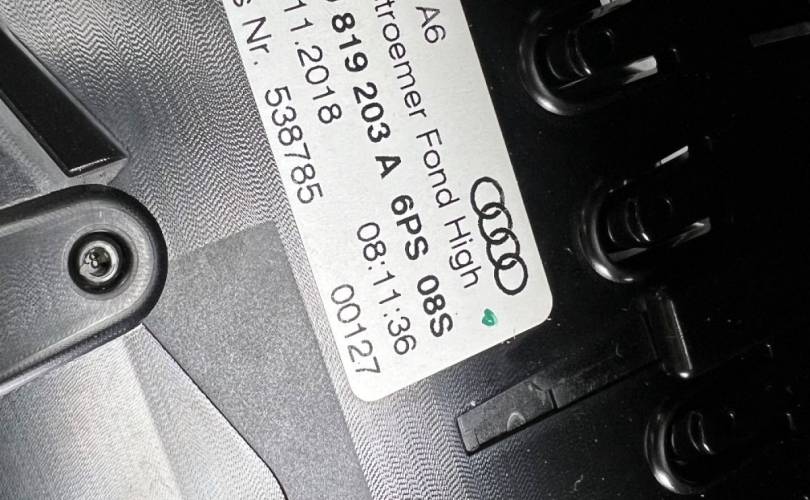 A6
troemer Fond High
819 203 A 6PS 08S
11.2018 08:11:36
Nr. 538785 00127